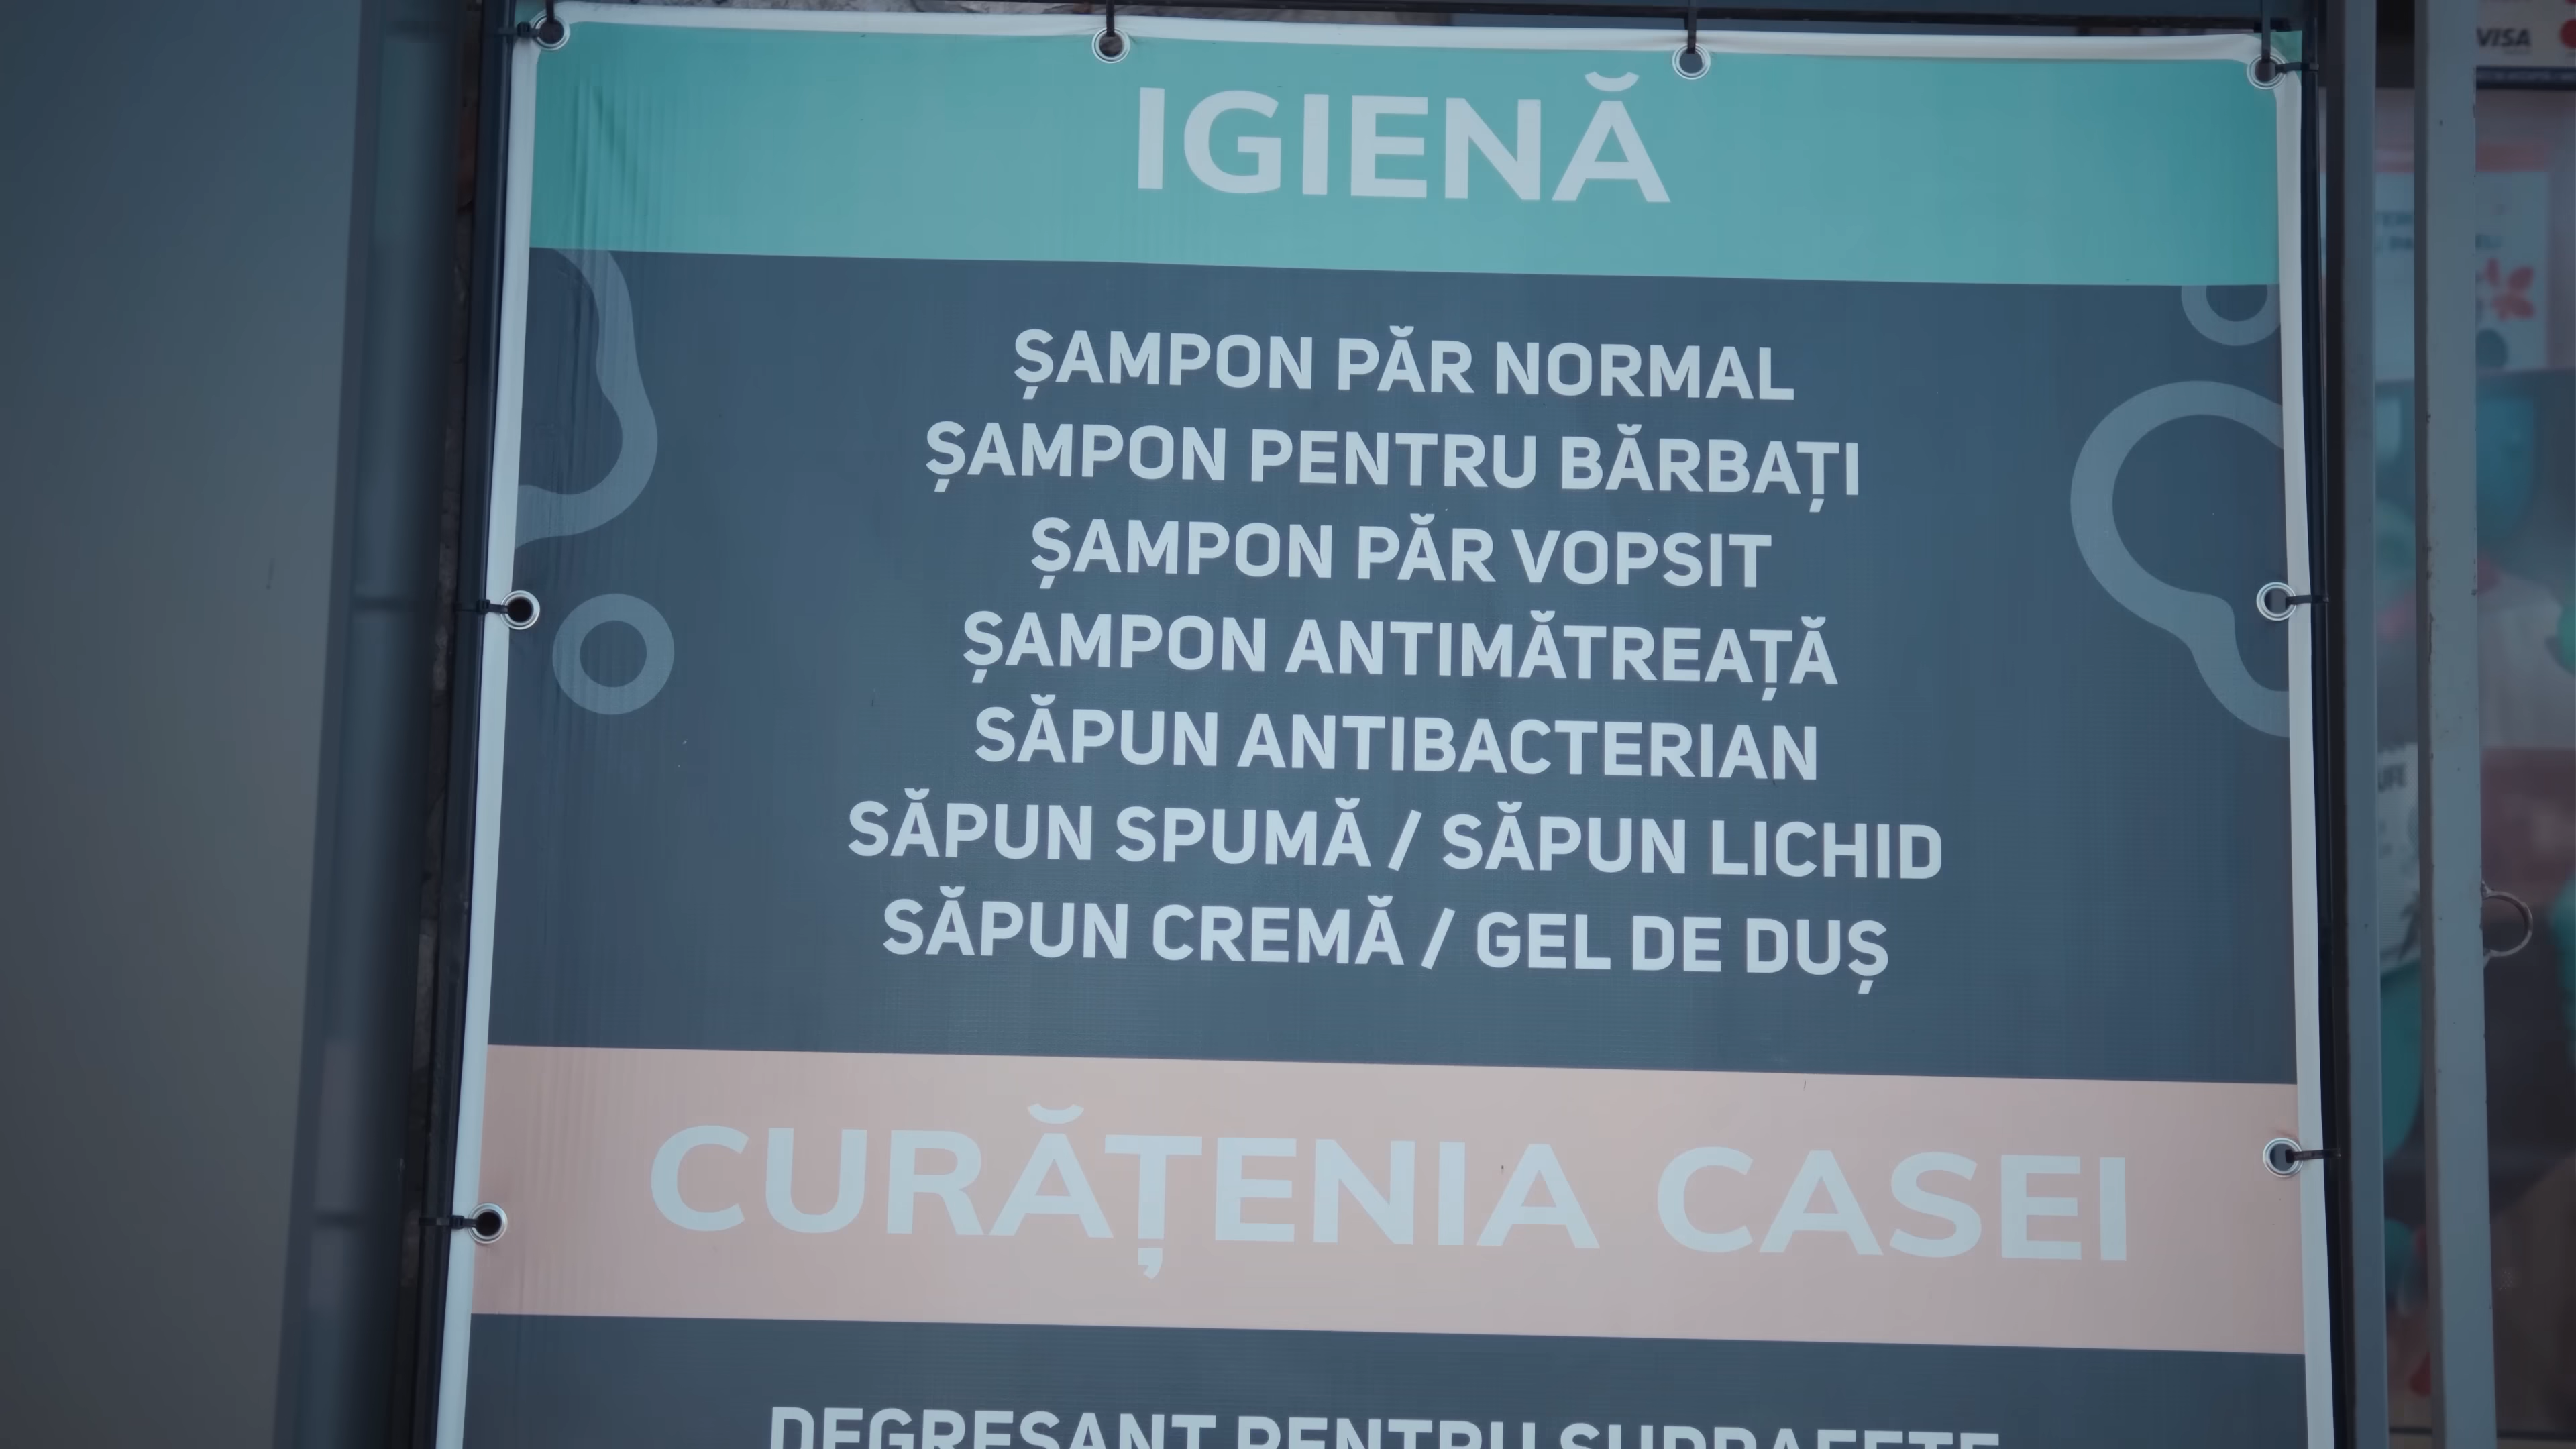 IGIENĂ
ȘAMPON PĂR NORMAL
ȘAMPON PENTRU BĂRBAȚI
ȘAMPON PĂR VOPSIT
ȘAMPON ANTIMĂTREAȚĂ
SĂPUN ANTIBACTERIAN
SĂPUN SPUMĂ / SĂPUN LICHID
SĂPUN CREMĂ / GEL DE DUȘ
CURĂȚENIA CASEI
DEGRESANT PENTRU SUPRAFEȚE
VISA